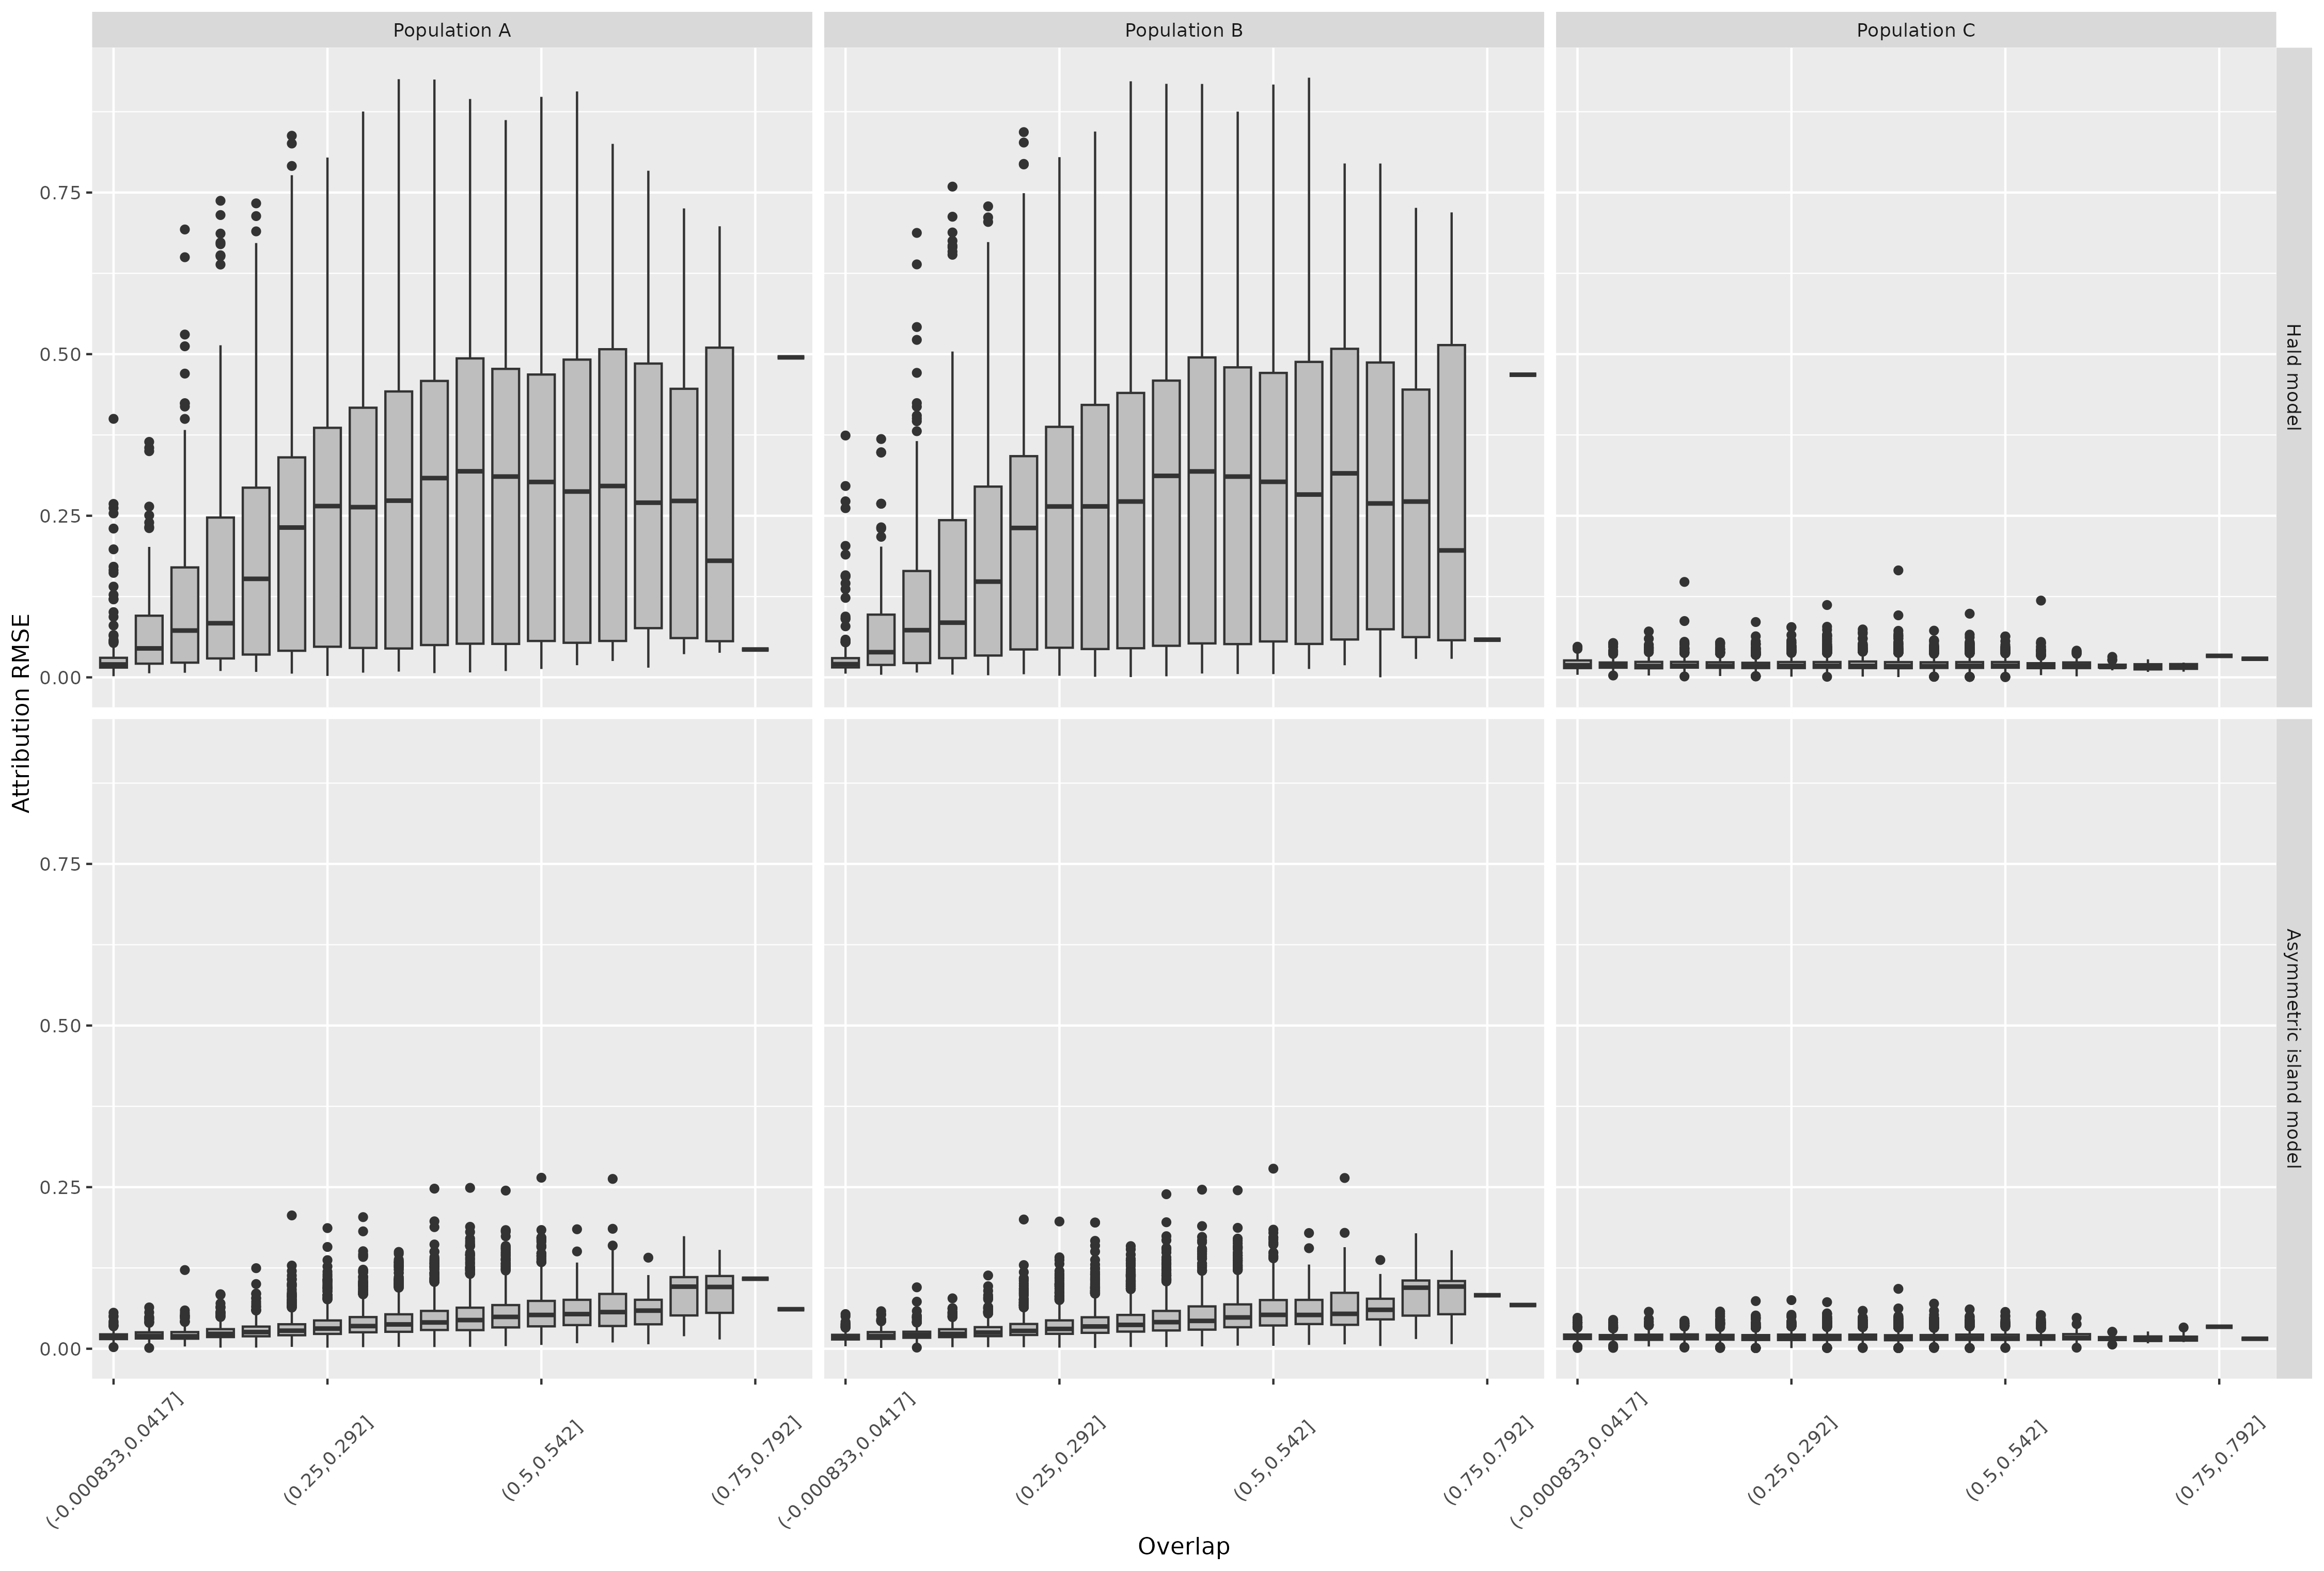 Population A
Population B
Population C
Attribution RMSE
0.75
0.50
0.25
0.00
Hald model
0.75
0.50
0.25
0.00
Asymmetric island model
(-0.000833,0.0417]
(0.25,0.292]
(0.5,0.542]
(0.75,0.792]
(-0.000833,0.0417]
(0.25,0.292]
(0.5,0.542]
(0.75,0.792]
(-0.000833,0.0417]
(0.25,0.292]
(0.5,0.542]
(0.75,0.792]
Overlap